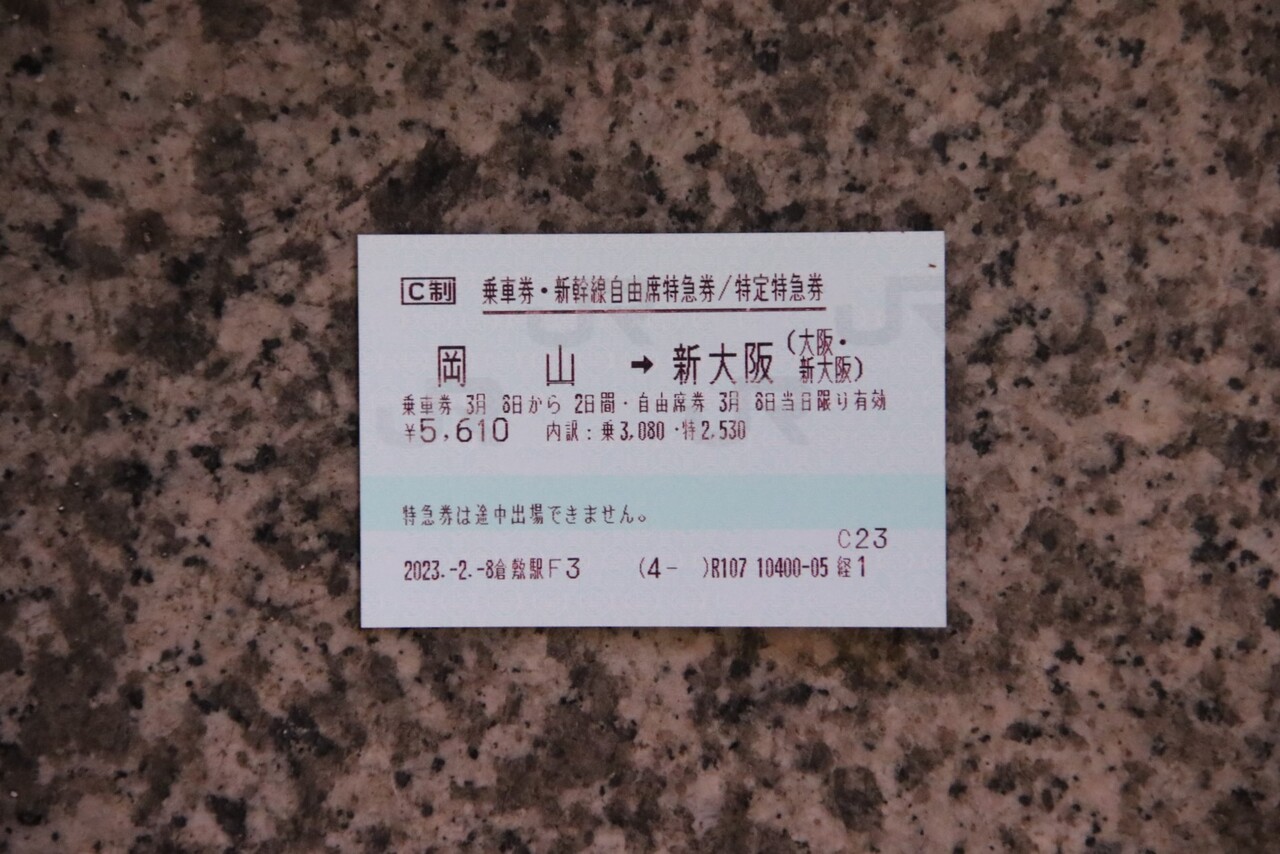 C制 乗車券・新幹線自由席特急券/特定特急券
岡　山 → 新大阪 (大阪・新大阪)
乗車券 3月 8日から 2日間・自由席券 3月 8日当日限り有効
¥5,610 内訳:乗3,080・特2,530
特急券は途中出場できません。
C23
2023.-2.-8倉敷駅F3 (4- )R107 10400-05 経1